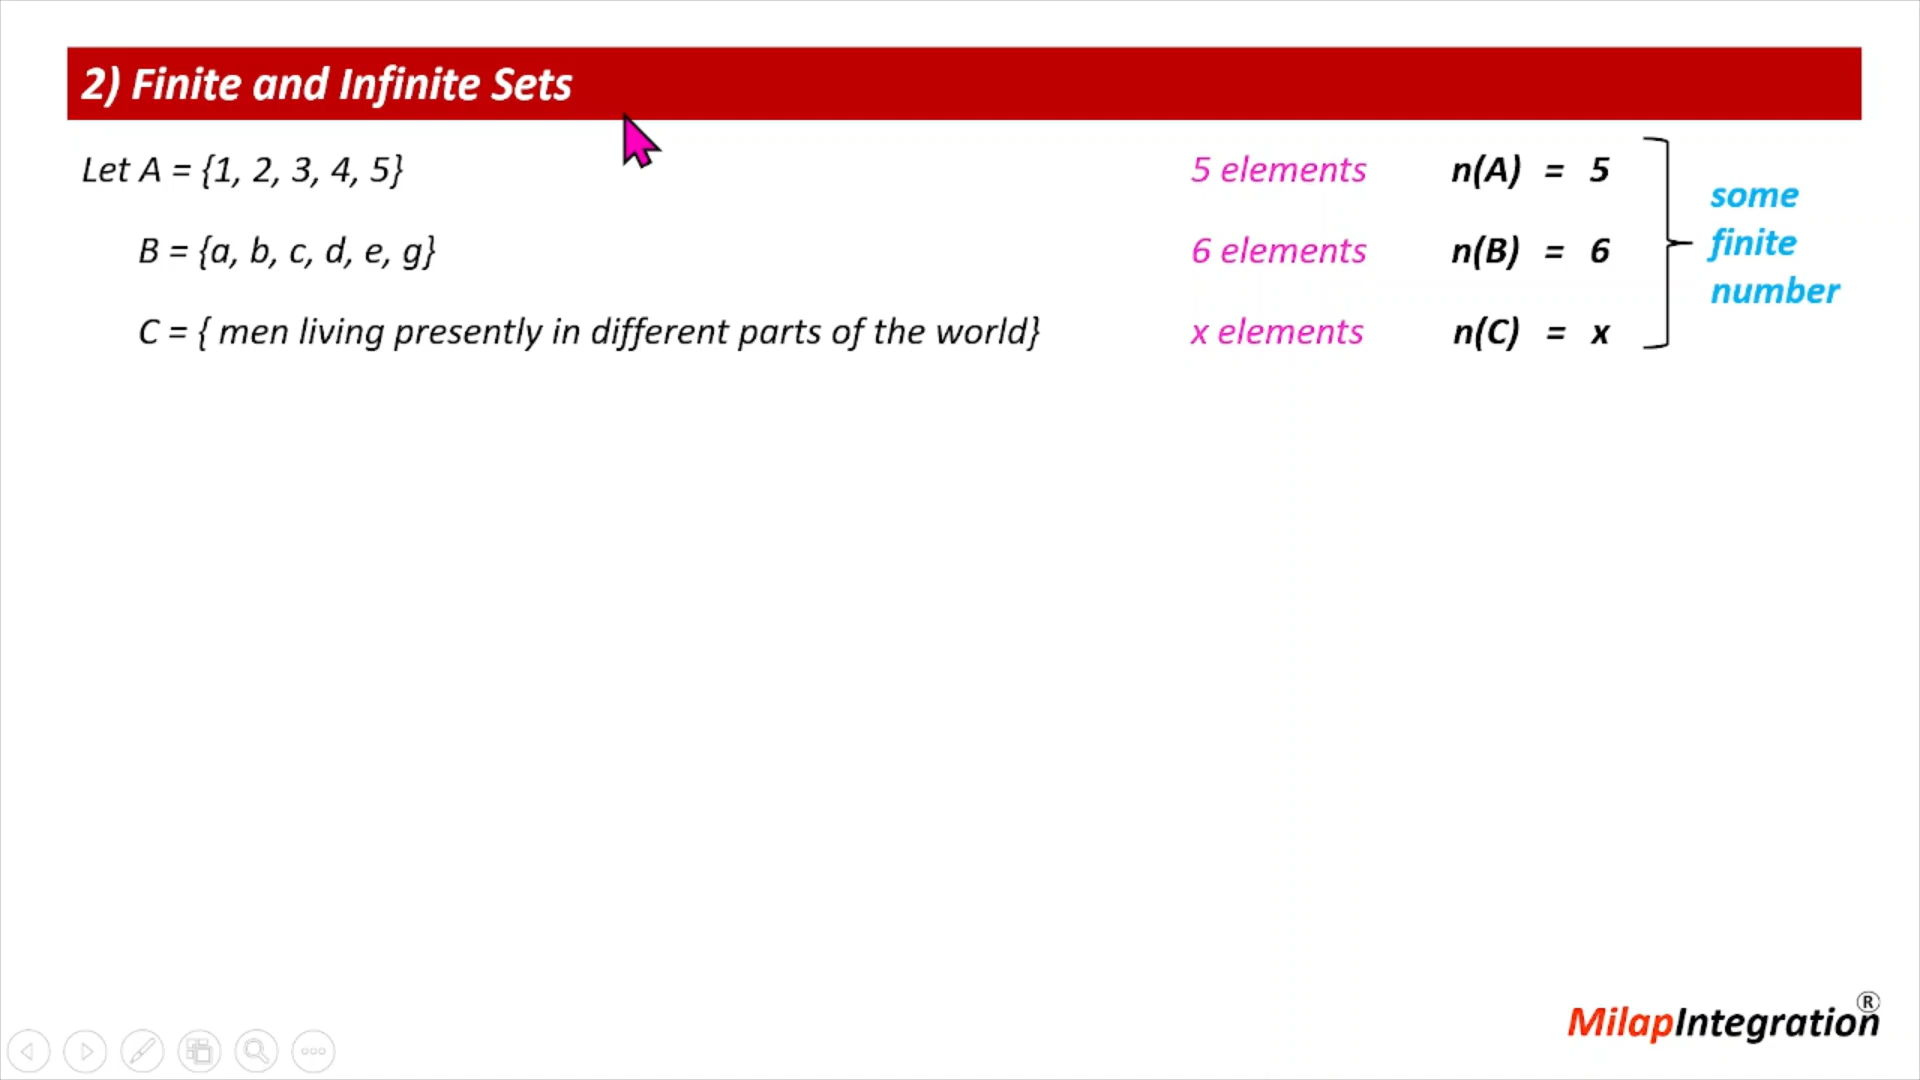 2) Finite and Infinite Sets
Let A = {1, 2, 3, 4, 5} 5 elements n(A) = 5
B = {a, b, c, d, e, g} 6 elements n(B) = 6
C = { men living presently in different parts of the world} x elements n(C) = x
some
finite
number
MilapIntegration®